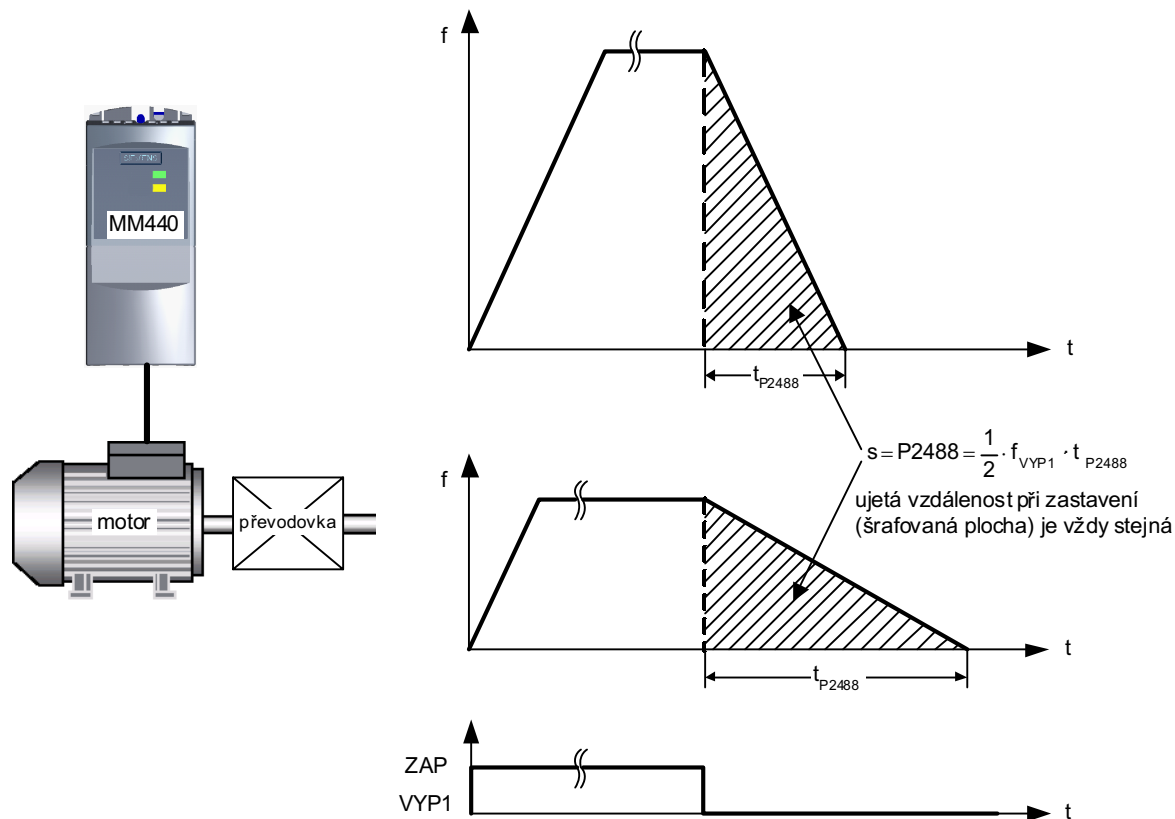 f
t
t P2488
SIEMENS
MM440
s = P2488 = 1/2 · f VYP1 · t P2488
ujetá vzdálenost při zastavení
(šrafovaná plocha) je vždy stejná
f
motor
převodovka
t
t P2488
ZAP
VYP1
t